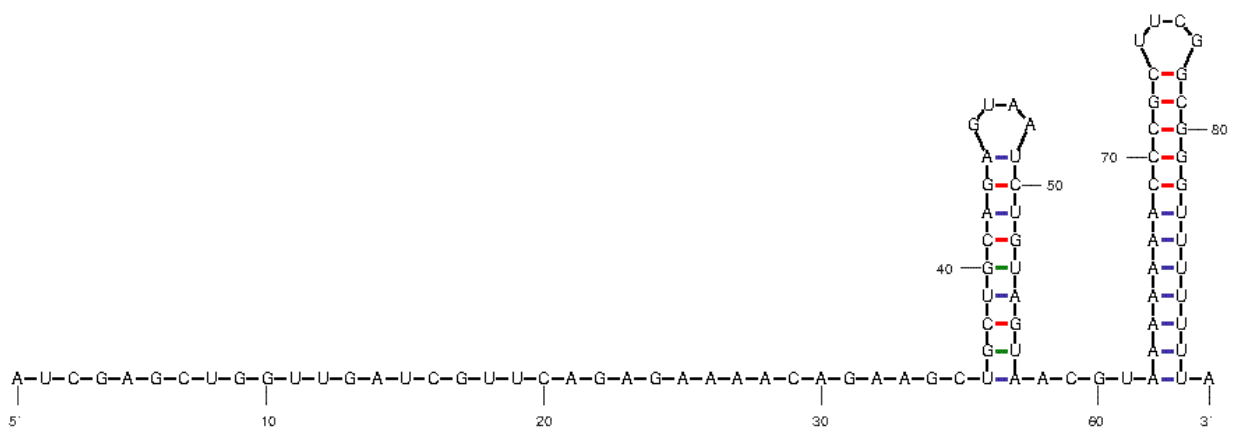 U U C G
C G
U A G C
G A C G 80
A U 70 C G
G C 50 C G
A U A U
C G A U
40 G U A U
U A A U
C G A U
G U A U
A U C G A G C U G G U U G A U C G U U C A G A G A A A A C A G A A G C U A A C G U A U A
5' 10 20 30 60 3'